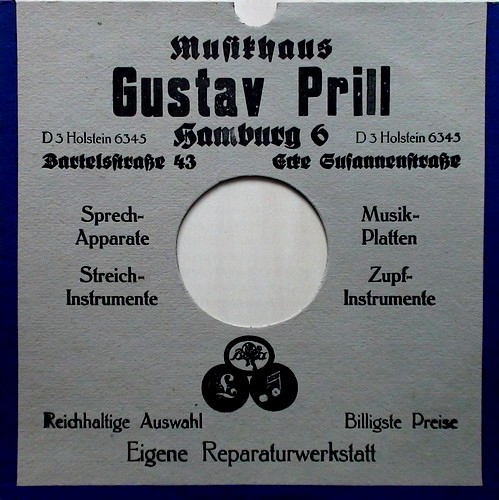 Musikhaus
Gustav Prill
D 3 Holstein 6345 Hamburg 6 D 3 Holstein 6345
Bartelsstraße 43 Ecke Susannenstraße
Sprech-
Apparate
Musik-
Platten
Streich-
Instrumente
Zupf-
Instrumente
Reichhaltige Auswahl Billigste Preise
Eigene Reparaturwerkstatt